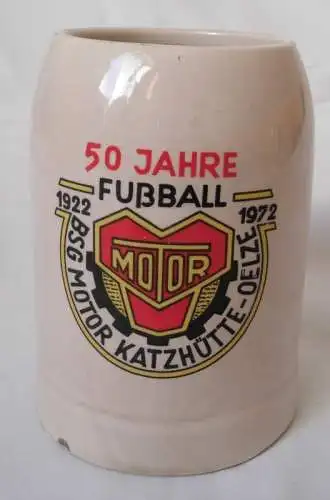 50 JAHRE
FUßBALL
1922 1972
MOTOR
BSG MOTOR KATZHÜTTE-OELZE